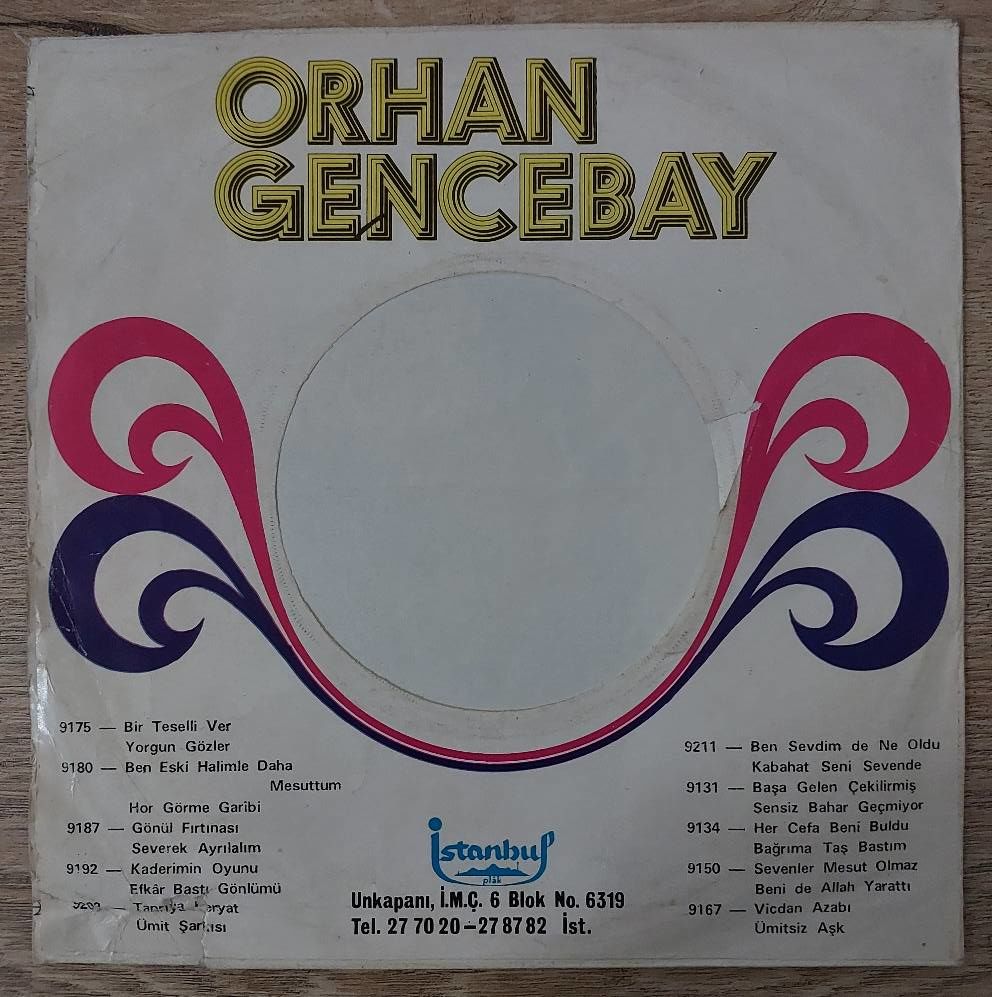 ORHAN
GENCEBAY
9175 — Bir Teselli Ver
Yorgun Gözler
9180 — Ben Eski Halimle Daha
Mesuttum
Hor Görme Garibi
9187 — Gönül Fırtınası
Severek Ayrılalım
9192 — Kaderimin Oyunu
Efkâr Bastı Gönlümü
—
Ümit Şarkısı
9211 — Ben Sevdim de Ne Oldu
Kabahat Seni Sevende
9131 — Başa Gelen Çekilirmiş
Sensiz Bahar Geçmiyor
9134 — Her Cefa Beni Buldu
Bağrıma Taş Bastım
9150 — Sevenler Mesut Olmaz
Beni de Allah Yarattı
9167 — Vicdan Azabı
Ümitsiz Aşk
İstanbul
plâk
Unkapanı, İ.M.Ç. 6 Blok No. 6319
Tel. 27 70 20 – 27 87 82 İst.